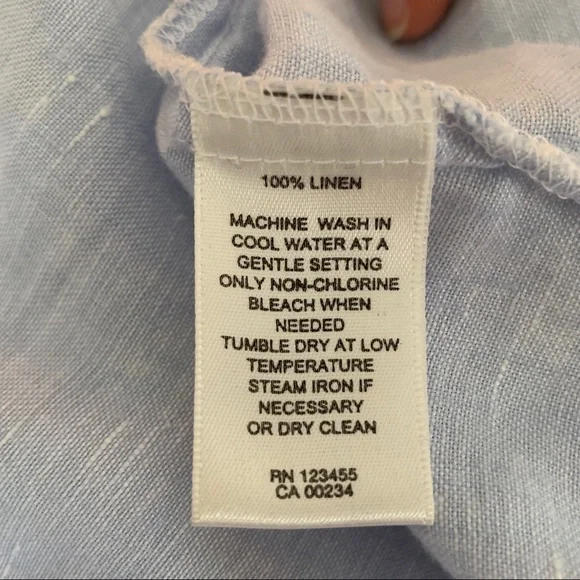 100% LINEN
MACHINE WASH IN
COOL WATER AT A
GENTLE SETTING
ONLY NON-CHLORINE
BLEACH WHEN
NEEDED
TUMBLE DRY AT LOW
TEMPERATURE
STEAM IRON IF
NECESSARY
OR DRY CLEAN
RN 123455
CA 00234